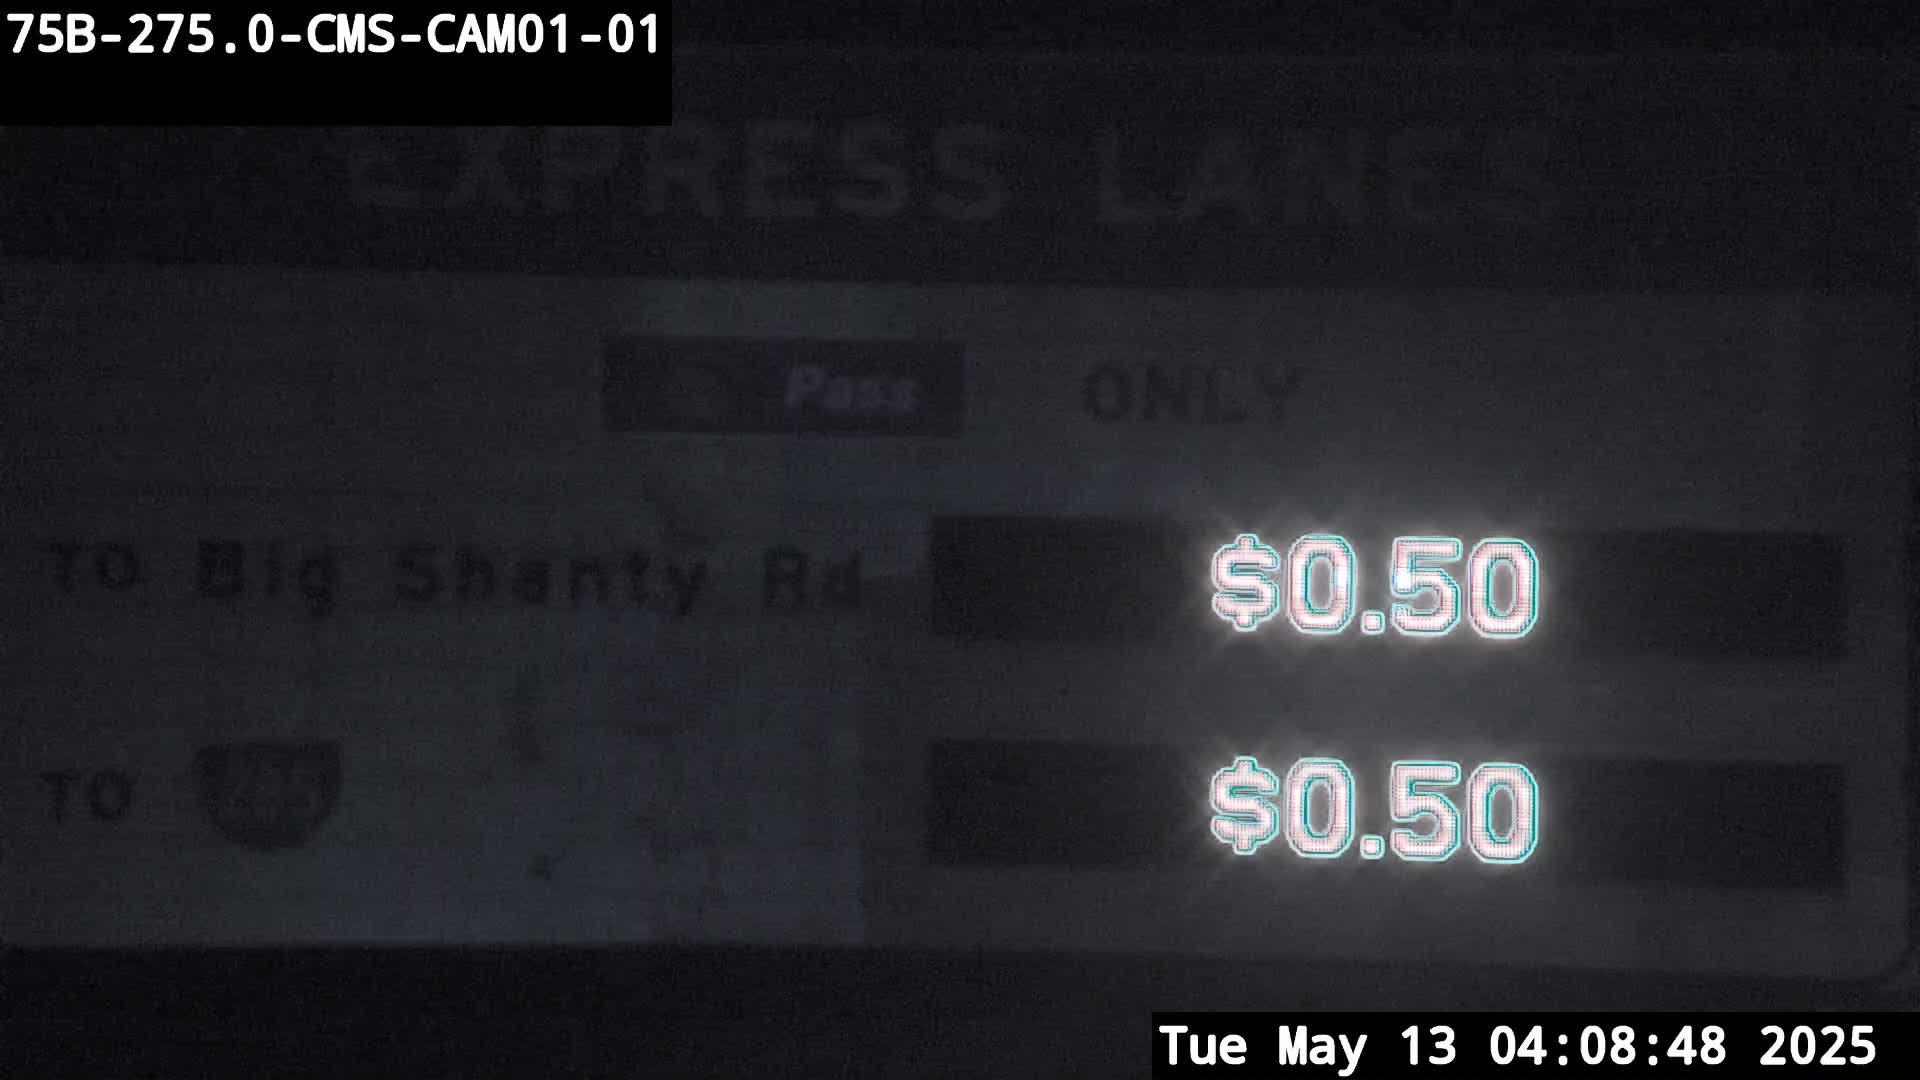 75B-275.0-CMS-CAM01-01
EXPRESS LANES
Pass ONLY
TO Big Shanty Rd $0.50
TO $0.50
Tue May 13 04:08:48 2025